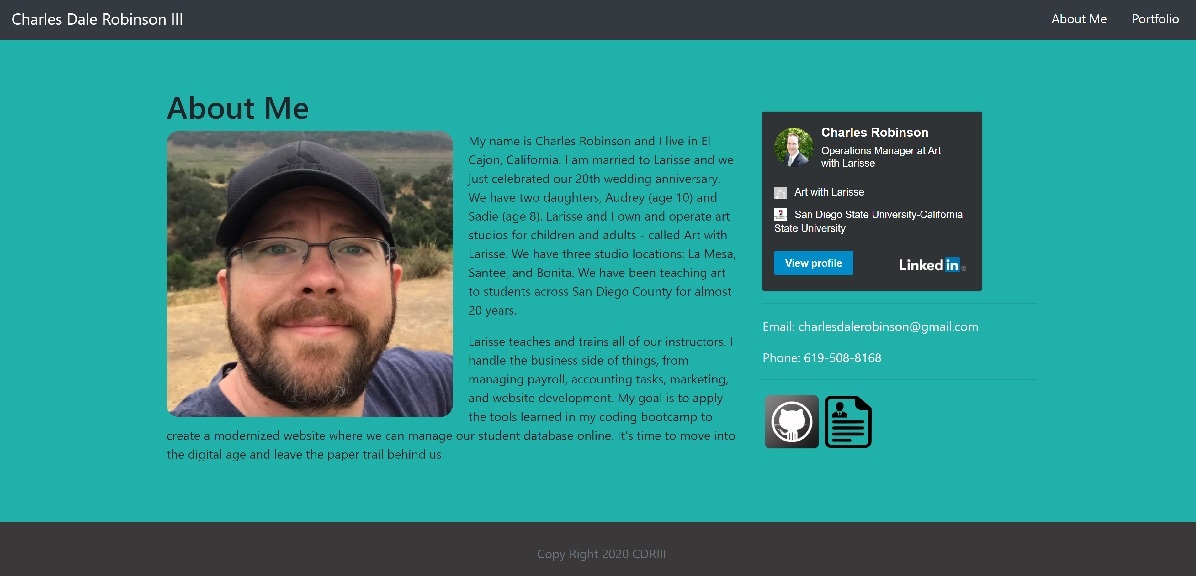 Charles Dale Robinson III
About Me
Portfolio
About Me
My name is Charles Robinson and I live in El
Cajon, California. I am married to Larisse and we
just celebrated our 20th wedding anniversary.
We have two daughters, Audrey (age 10) and
Sadie (age 8). Larisse and I own and operate art
studios for children and adults - called Art with
Larisse. We have three studio locations: La Mesa,
Santee, and Bonita. We have been teaching art
to students across San Diego County for almost
20 years.
Larisse teaches and trains all of our instructors. I
handle the business side of things, from
managing payroll, accounting tasks, marketing,
and website development. My goal is to apply
the tools learned in my coding bootcamp to
create a modernized website where we can manage our student database online. It's time to move into
the digital age and leave the paper trail behind us.
Charles Robinson
Operations Manager at Art
with Larisse
Art with Larisse
San Diego State University-California
State University
View profile
Linked in
Email: charlesdalerobinson@gmail.com
Phone: 619-508-8168
Copy Right 2020 CDRIII